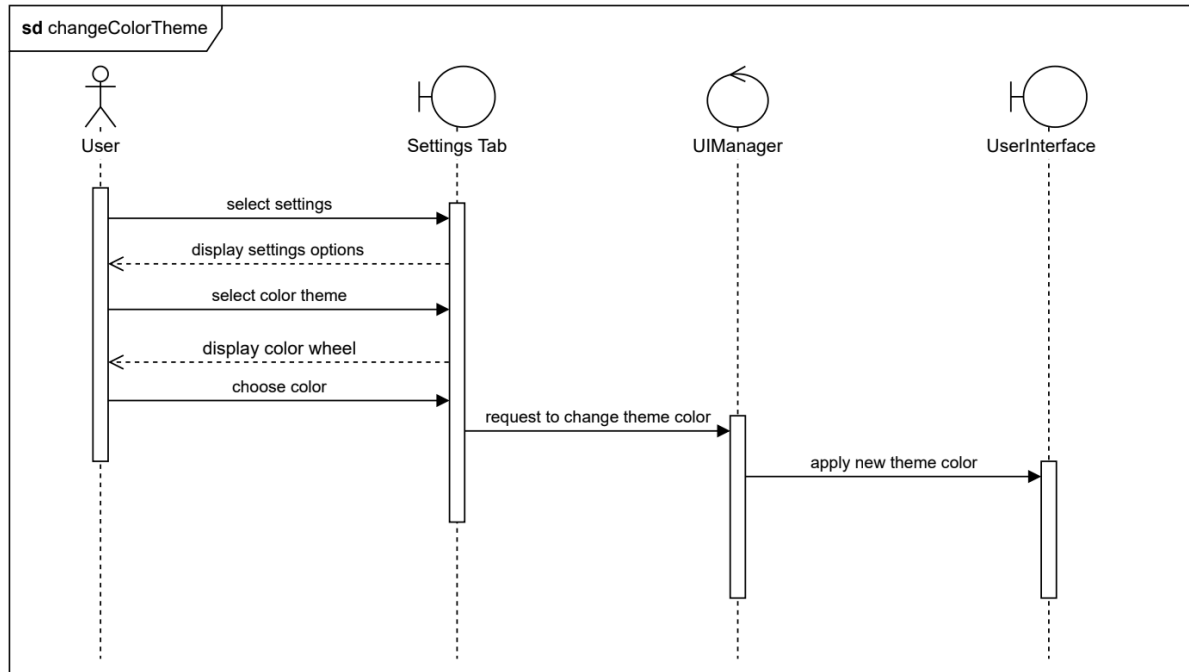 sd changeColorTheme
User
Settings Tab
UIManager
UserInterface
select settings
display settings options
select color theme
display color wheel
choose color
request to change theme color
apply new theme color